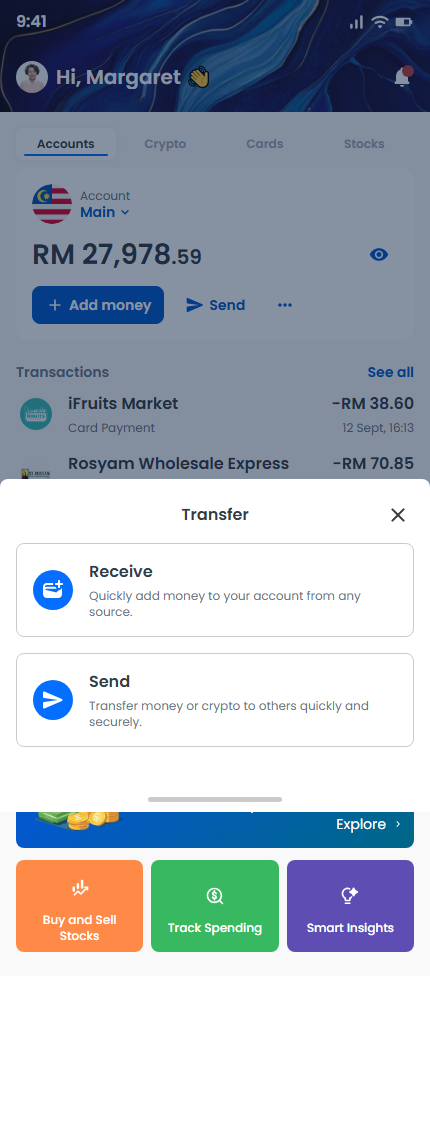 9:41
Hi, Margaret 👋
Accounts
Crypto
Cards
Stocks
Account
Main
RM 27,978.59
Add money
Send
Transactions
See all
iFruits Market
-RM 38.60
Card Payment
12 Sept, 16:13
Rosyam Wholesale Express
-RM 70.85
Transfer
Receive
Quickly add money to your account from any
source.
Send
Transfer money or crypto to others quickly and
securely.
Explore
Buy and Sell
Stocks
Track Spending
Smart Insights